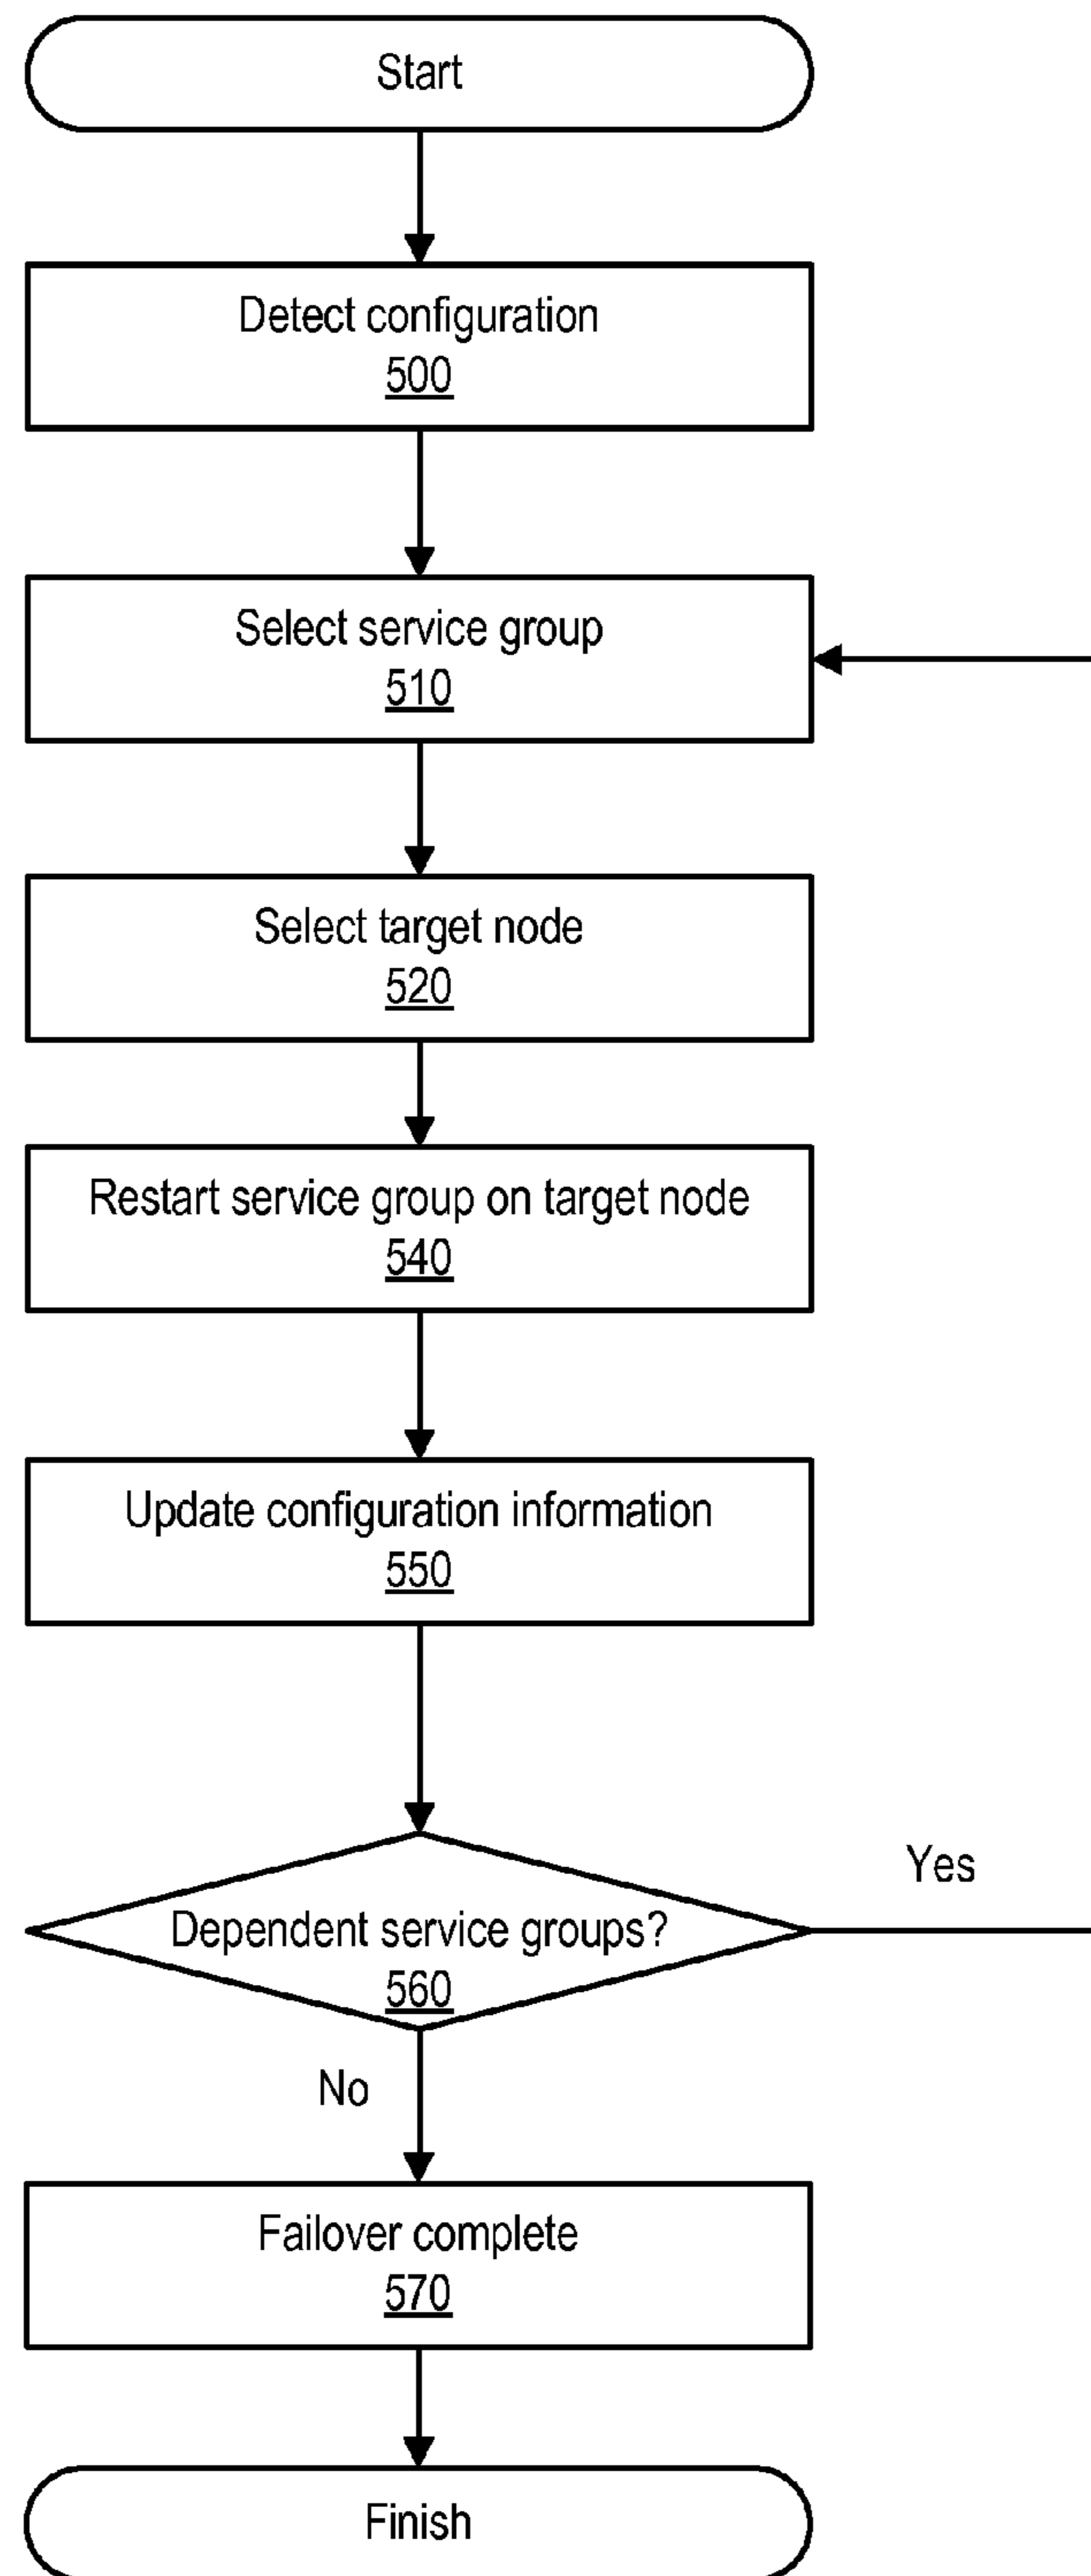 Start
Detect configuration
500
Select service group
510
Select target node
520
Restart service group on target node
540
Update configuration information
550
Yes
Dependent service groups?
560
No
Failover complete
570
Finish